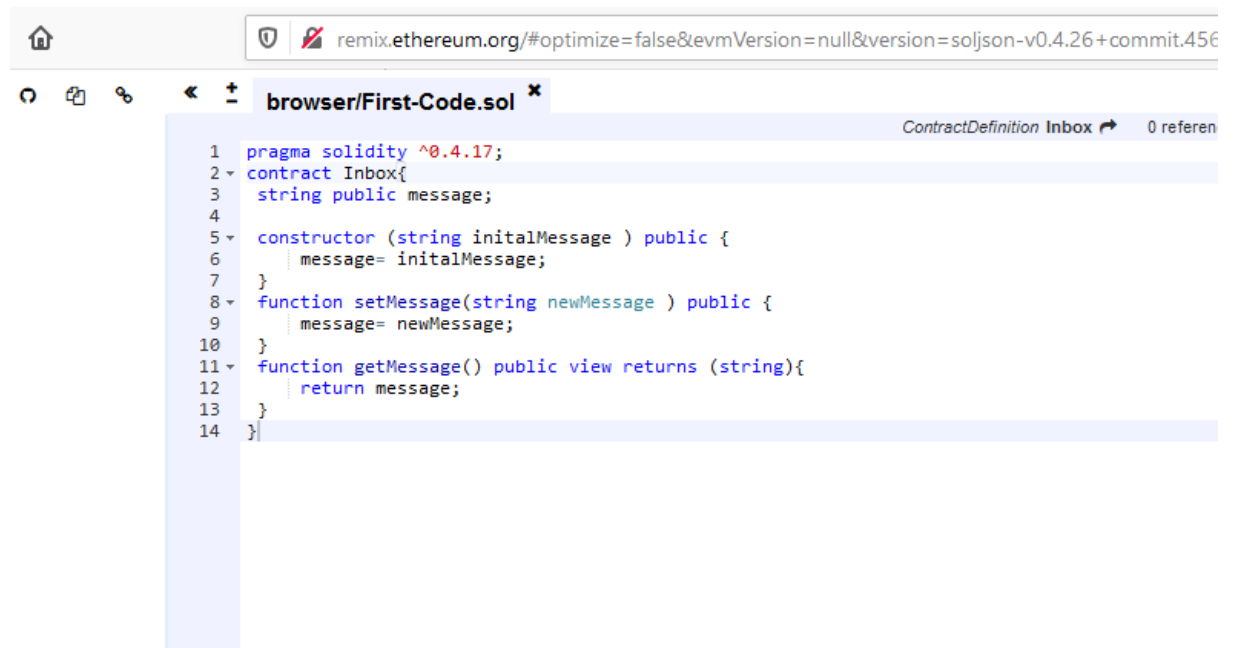 remix.ethereum.org/#optimize=false&evmVersion=null&version=soljson-v0.4.26+commit.456
browser/First-Code.sol
ContractDefinition Inbox 0 referen
1 pragma solidity ^0.4.17;
2 contract Inbox{
3 string public message;
4
5 constructor (string initalMessage ) public {
6 message= initalMessage;
7 }
8 function setMessage(string newMessage ) public {
9 message= newMessage;
10 }
11 function getMessage() public view returns (string){
12 return message;
13 }
14 }